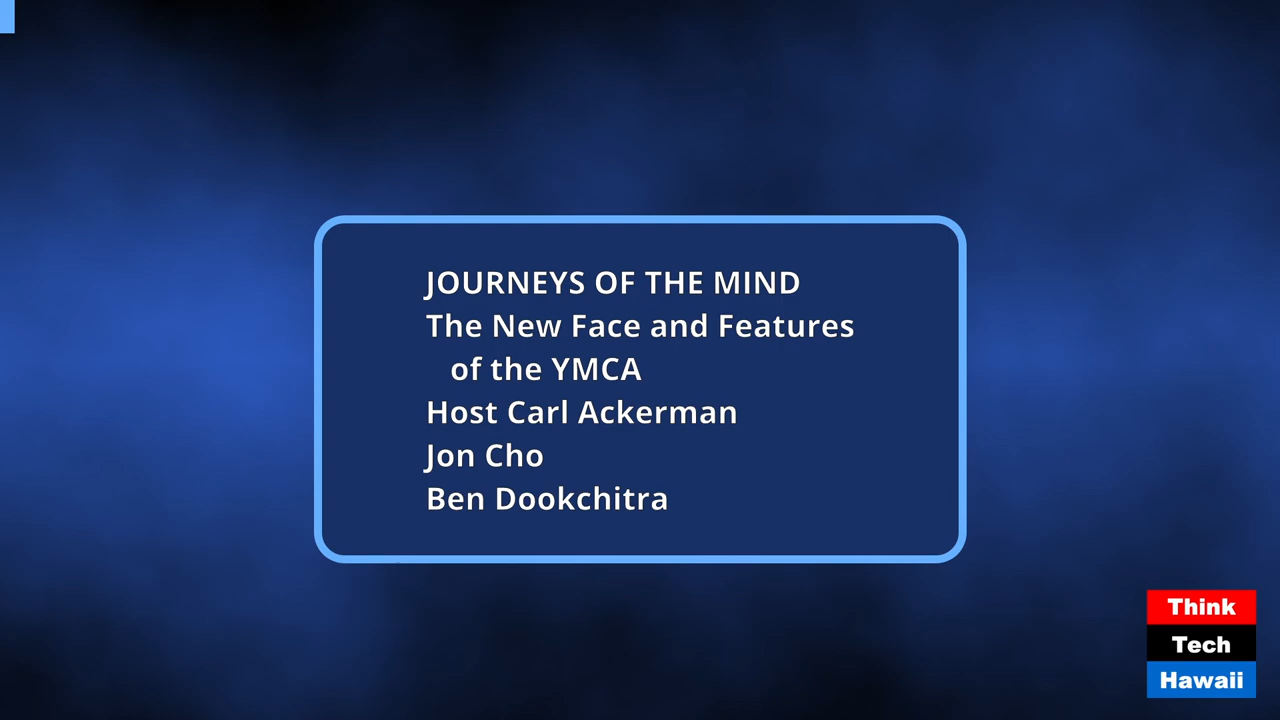 JOURNEYS OF THE MIND
The New Face and Features
of the YMCA
Host Carl Ackerman
Jon Cho
Ben Dookchitra
Think
Tech
Hawaii